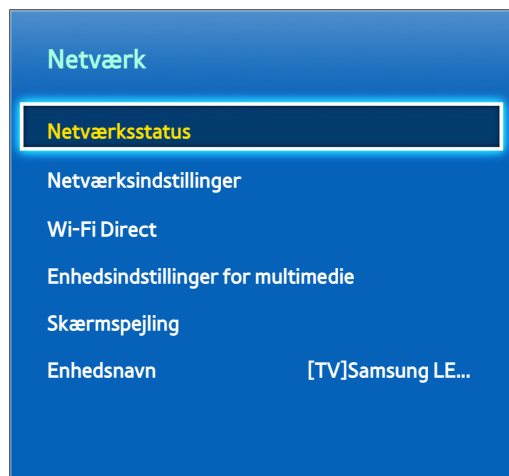 Netværk
Netværksstatus
Netværksindstillinger
Wi-Fi Direct
Enhedsindstillinger for multimedie
Skærmspejling
Enhedsnavn [TV]Samsung LE...